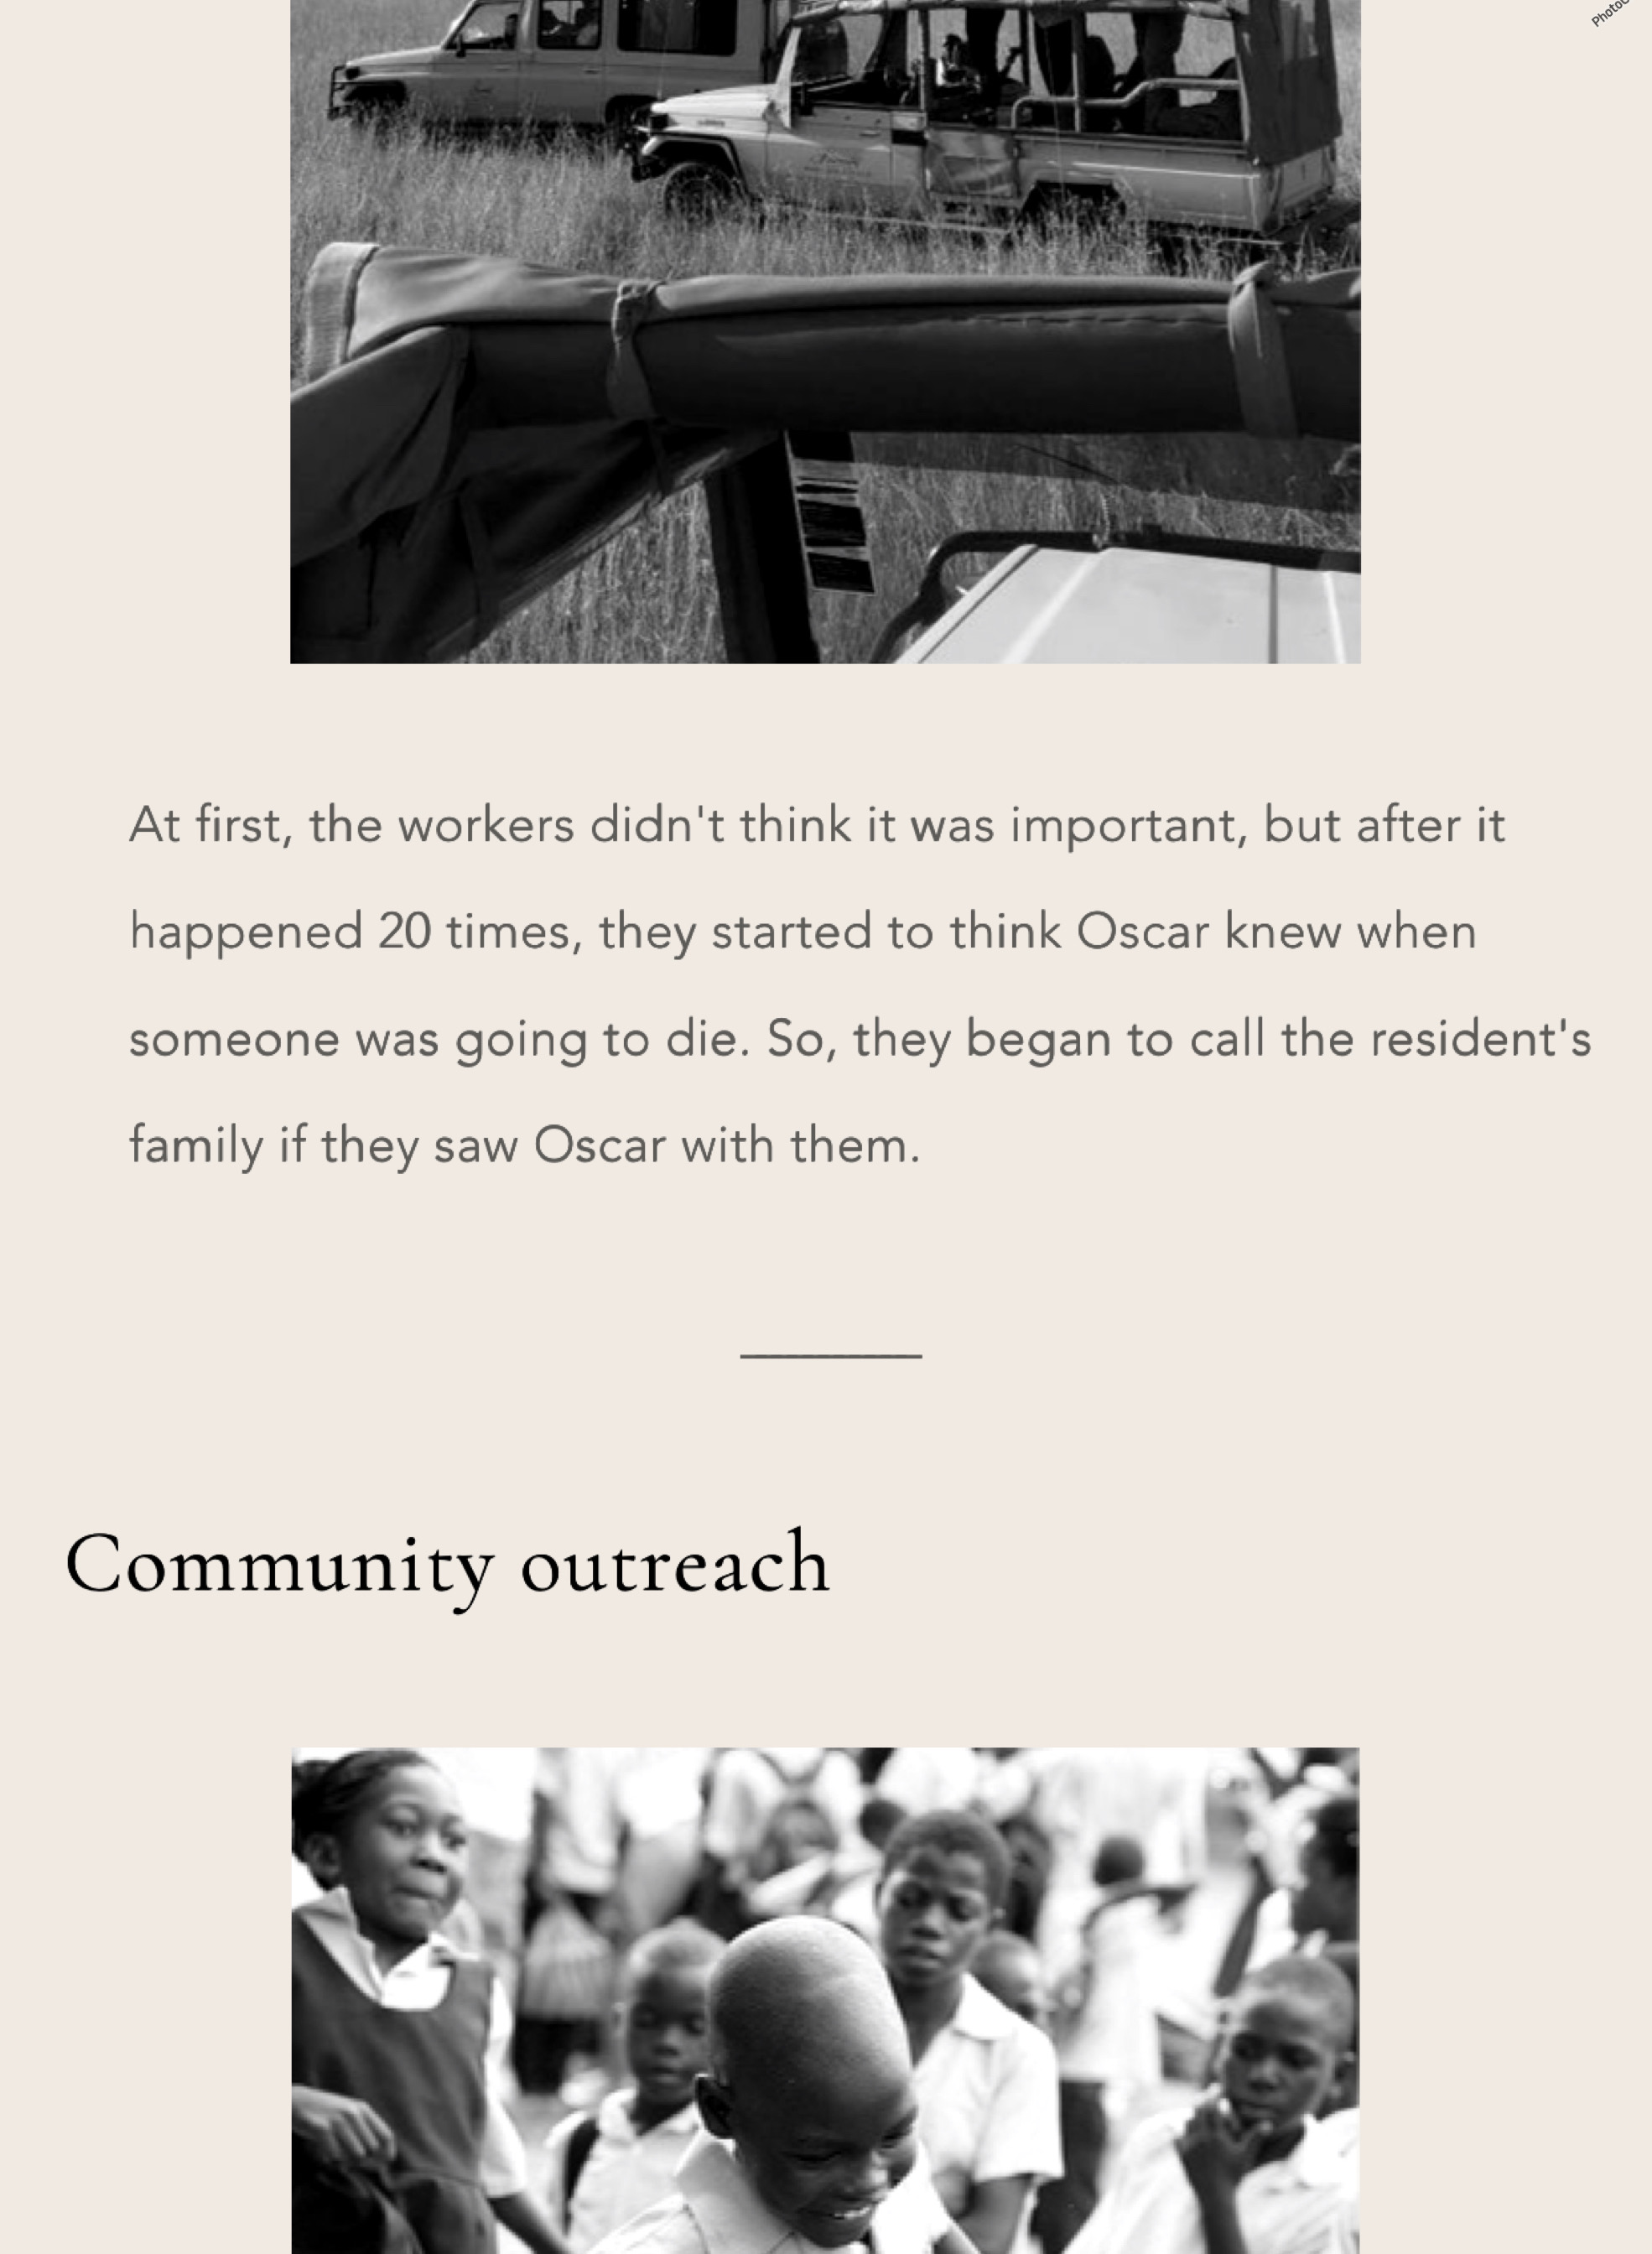 At first, the workers didn't think it was important, but after it
happened 20 times, they started to think Oscar knew when
someone was going to die. So, they began to call the resident's
family if they saw Oscar with them.
Community outreach